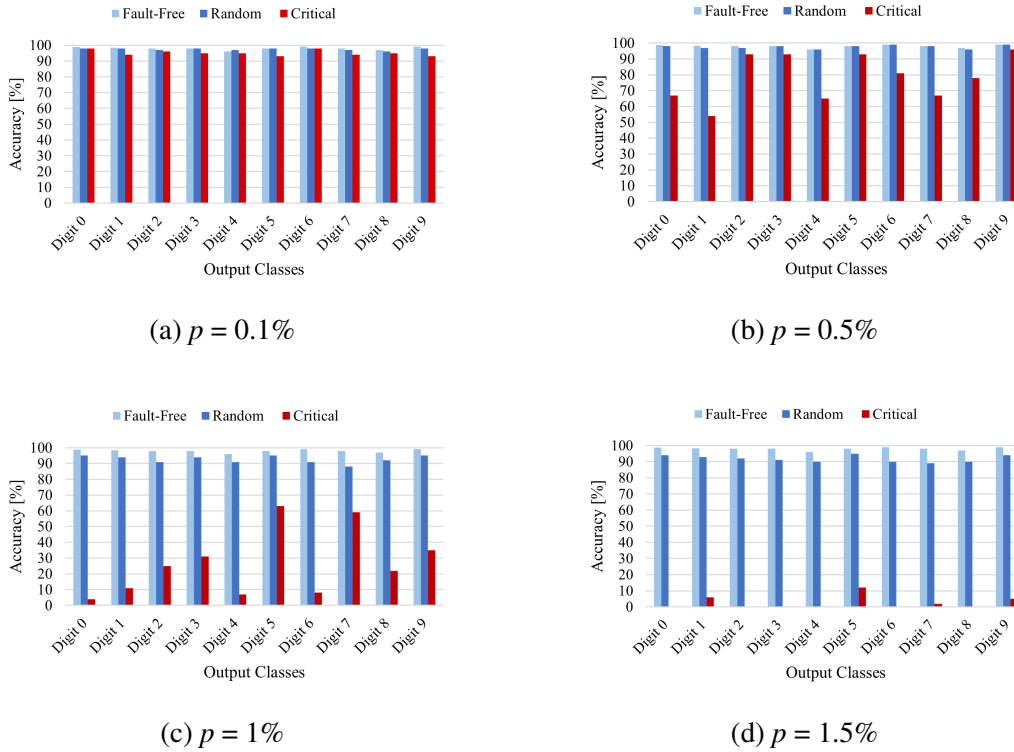 Fault-Free Random Critical
Accuracy [%]
100
90
80
70
60
50
40
30
20
10
0
Digit 0 Digit 1 Digit 2 Digit 3 Digit 4 Digit 5 Digit 6 Digit 7 Digit 8 Digit 9
Output Classes
(a) p = 0.1%
Fault-Free Random Critical
Accuracy [%]
100
90
80
70
60
50
40
30
20
10
0
Digit 0 Digit 1 Digit 2 Digit 3 Digit 4 Digit 5 Digit 6 Digit 7 Digit 8 Digit 9
Output Classes
(b) p = 0.5%
Fault-Free Random Critical
Accuracy [%]
100
90
80
70
60
50
40
30
20
10
0
Digit 0 Digit 1 Digit 2 Digit 3 Digit 4 Digit 5 Digit 6 Digit 7 Digit 8 Digit 9
Output Classes
(c) p = 1%
Fault-Free Random Critical
Accuracy [%]
100
90
80
70
60
50
40
30
20
10
0
Digit 0 Digit 1 Digit 2 Digit 3 Digit 4 Digit 5 Digit 6 Digit 7 Digit 8 Digit 9
Output Classes
(d) p = 1.5%